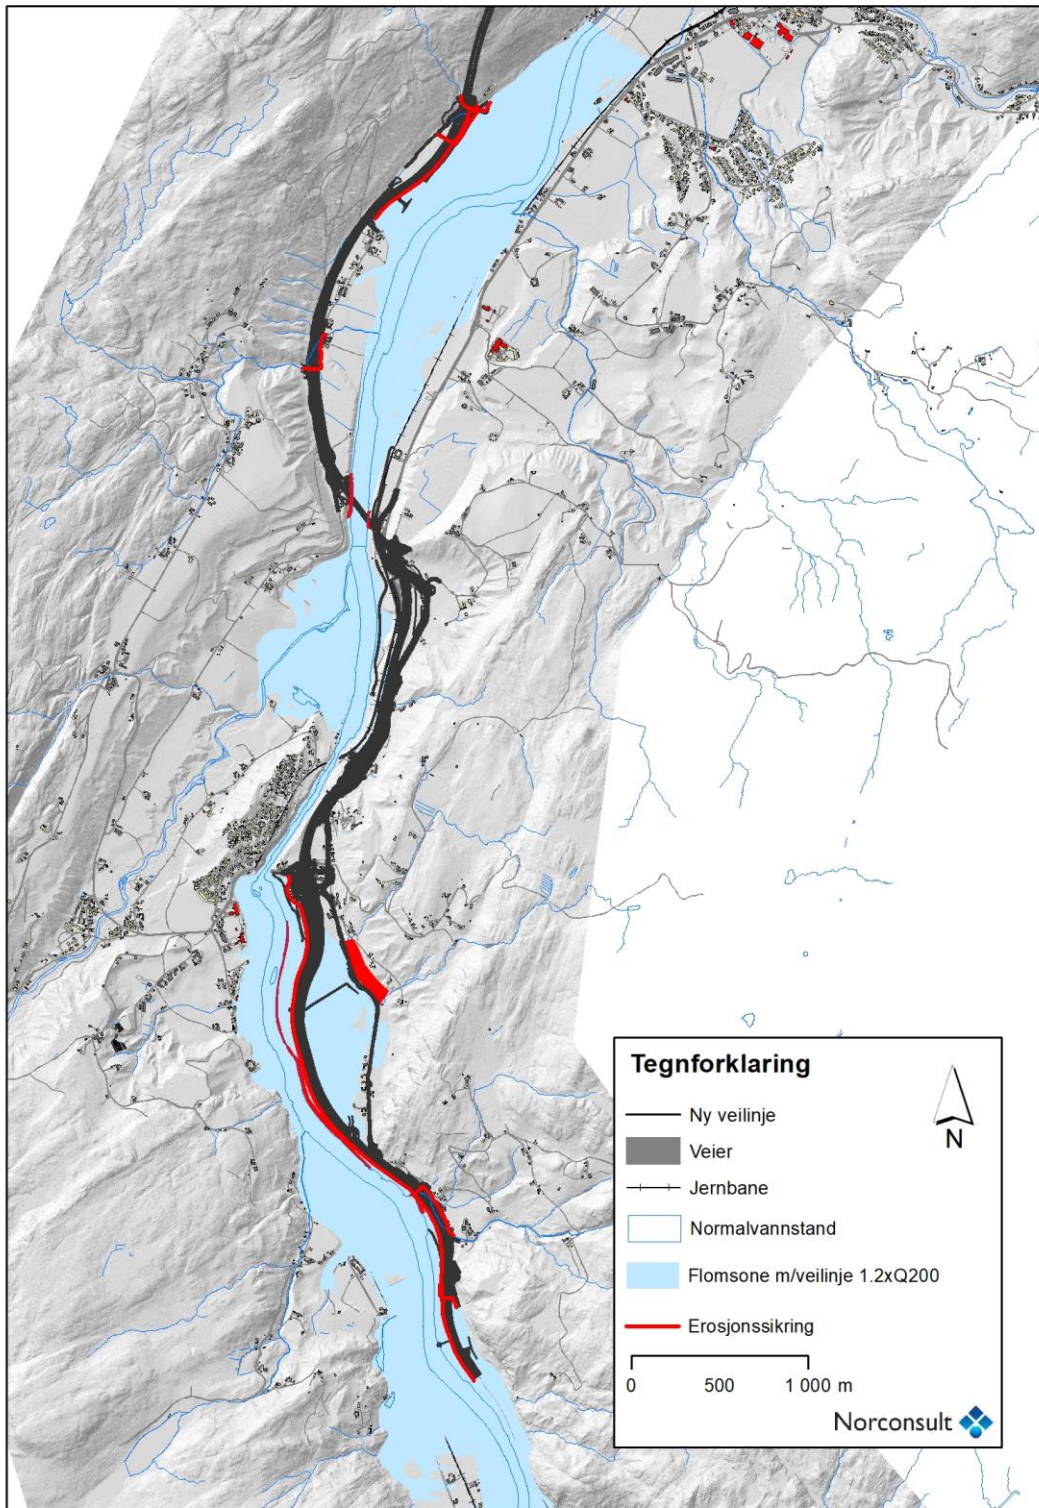 Tegnforklaring
Ny veilinje
Veier
Jernbane
Normalvannstand
Flomsone m/veilinje 1.2xQ200
Erosjonssikring
N
0 500 1 000 m
Norconsult